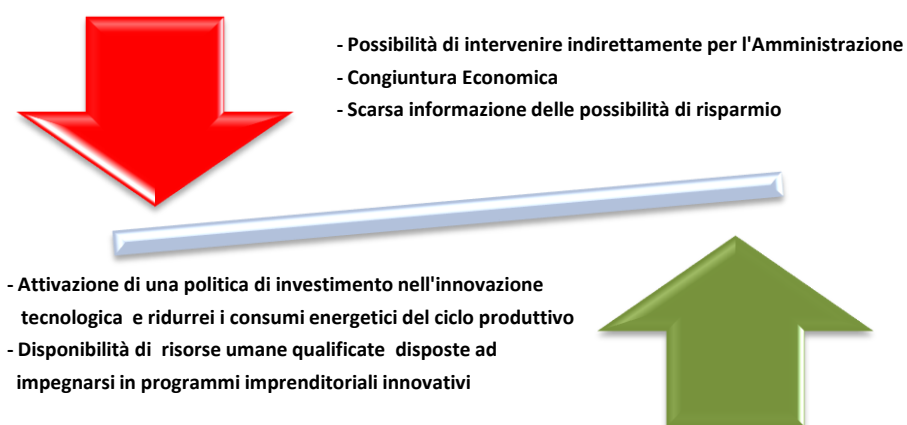 - Possibilità di intervenire indirettamente per l'Amministrazione
- Congiuntura Economica
- Scarsa informazione delle possibilità di risparmio
- Attivazione di una politica di investimento nell'innovazione
tecnologica e ridurrei i consumi energetici del ciclo produttivo
- Disponibilità di risorse umane qualificate disposte ad
impegnarsi in programmi imprenditoriali innovativi